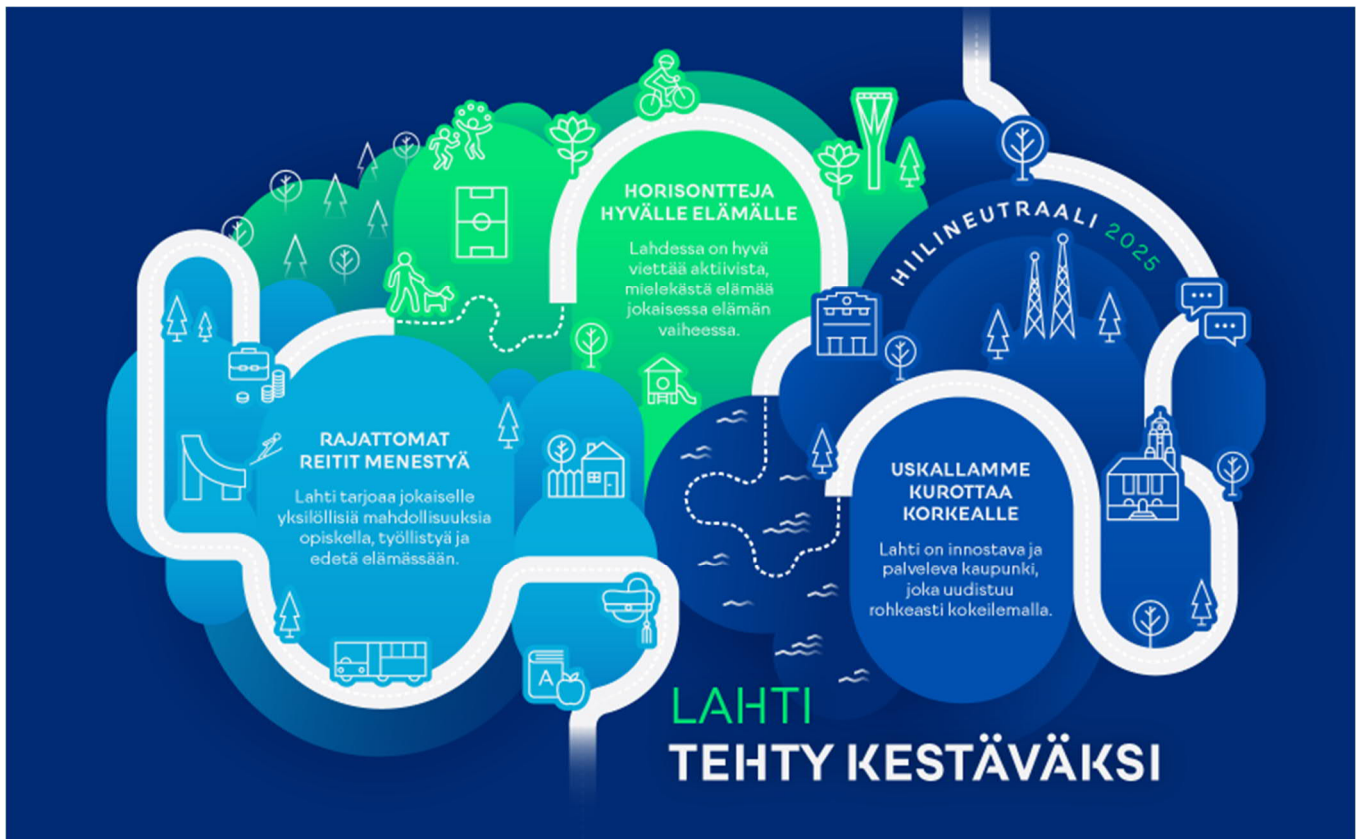 HORISONTTEJA
HYVÄLLE ELÄMÄLLE
Lahdessa on hyvä
viettää aktiivista,
mielekästä elämää
jokaisessa elämän
vaiheessa.
HIILINEUTRAALI 2025
RAJATTOMAT
REITIT MENESTYÄ
Lahti tarjoaa jokaiselle
yksilöllisiä mahdollisuuksia
opiskella, työllistyä ja
edetä elämässään.
USKALLAMME
KUROTTAA
KORKEALLE
Lahti on innostava ja
palveleva kaupunki,
joka uudistuu
rohkeasti kokeilemalla.
A
LAHTI
TEHTY KESTÄVÄKSI